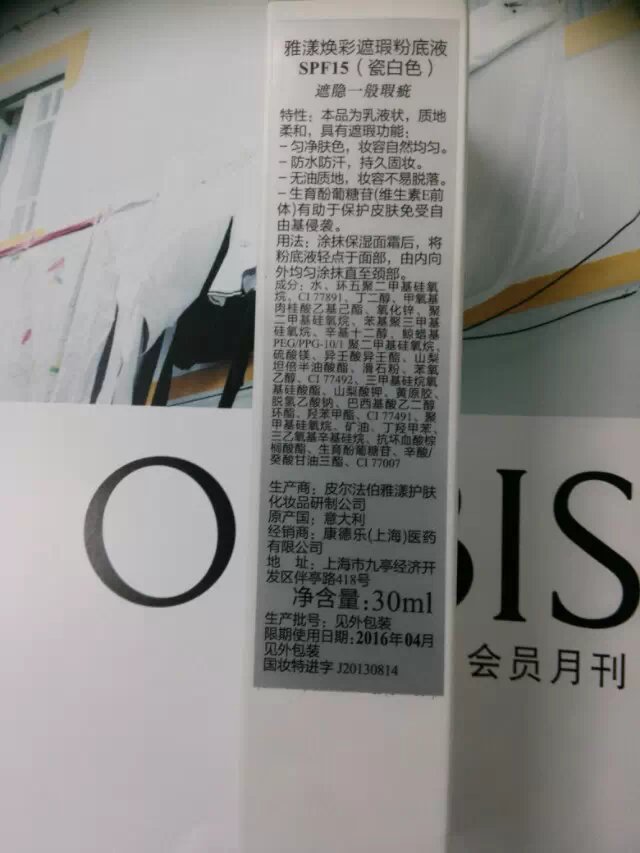 雅漾焕彩遮瑕粉底液
SPF15（瓷白色）
遮隐一般瑕疵
特性：本品为乳液状，质地
柔和，具有遮瑕功能：
－匀净肤色，妆容自然均匀。
－防水防汗，持久固妆。
－无油质地，妆容不易脱落。
－生育酚葡糖苷(维生素E前
体)有助于保护皮肤免受自
由基侵袭。
用法：涂抹保湿面霜后，将
粉底液轻点于面部，由内向
外均匀涂抹直至颈部。
成分：水、环五聚二甲基硅氧
烷、CI 77891、丁二醇、甲氧基
肉桂酸乙基己酯、氧化锌、聚
二甲基硅氧烷、苯基聚三甲基
硅氧烷、辛基十二醇、鲸蜡基
PEG/PPG-10/1 聚二甲基硅氧烷、
硫酸镁、异壬酸异壬酯、山梨
坦倍半油酸酯、滑石粉、苯氧
乙醇、CI 77492、三甲基硅烷氧
基硅酸酯、山梨酸钾、黄原胶、
脱氢乙酸钠、巴西基酸乙二醇
环酯、羟苯甲酯、CI 77491、聚
甲基硅氧烷、矿油、丁羟甲苯、
三乙氧基辛基硅烷、抗坏血酸棕
榈酸酯、生育酚葡糖苷、辛酸/
癸酸甘油三酯、CI 77007
生产商：皮尔法伯雅漾护肤
化妆品研制公司
原产国：意大利
经销商：康德乐(上海)医药
有限公司
地　址：上海市九亭经济开
发区伴亭路418号
净含量:30ml
生产批号：见外包装
限期使用日期:2016年04月
见外包装
国妆特进字 J20130814
O BIS
会员月刊